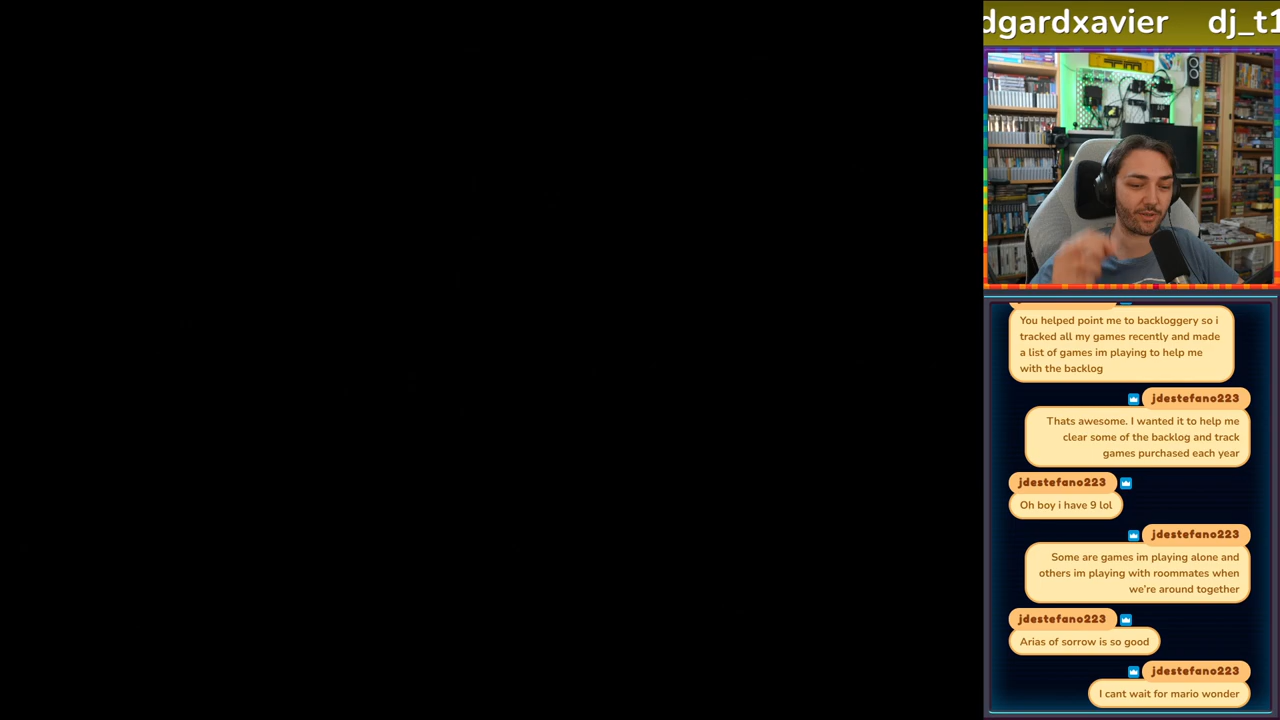 dgardxavier dj_t1
You helped point me to backloggery so i
tracked all my games recently and made
a list of games im playing to help me
with the backlog
jdestefano223
Thats awesome. I wanted it to help me
clear some of the backlog and track
games purchased each year
jdestefano223
Oh boy i have 9 lol
jdestefano223
Some are games im playing alone and
others im playing with roommates when
we're around together
jdestefano223
Arias of sorrow is so good
jdestefano223
I cant wait for mario wonder